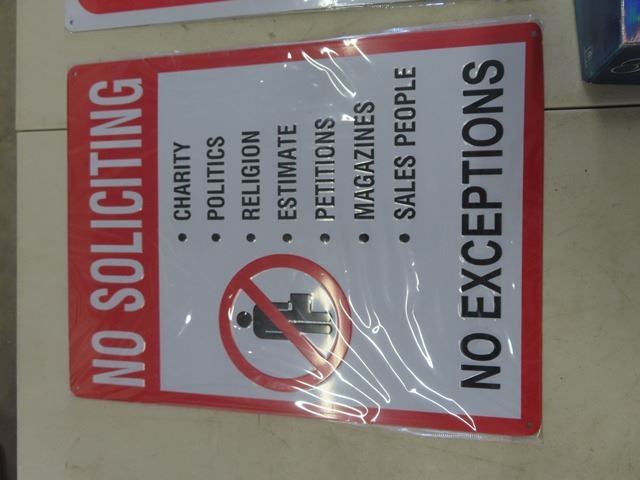 NO SOLICITING
• CHARITY
• POLITICS
• RELIGION
• ESTIMATE
• PETITIONS
• MAGAZINES
• SALES PEOPLE
NO EXCEPTIONS